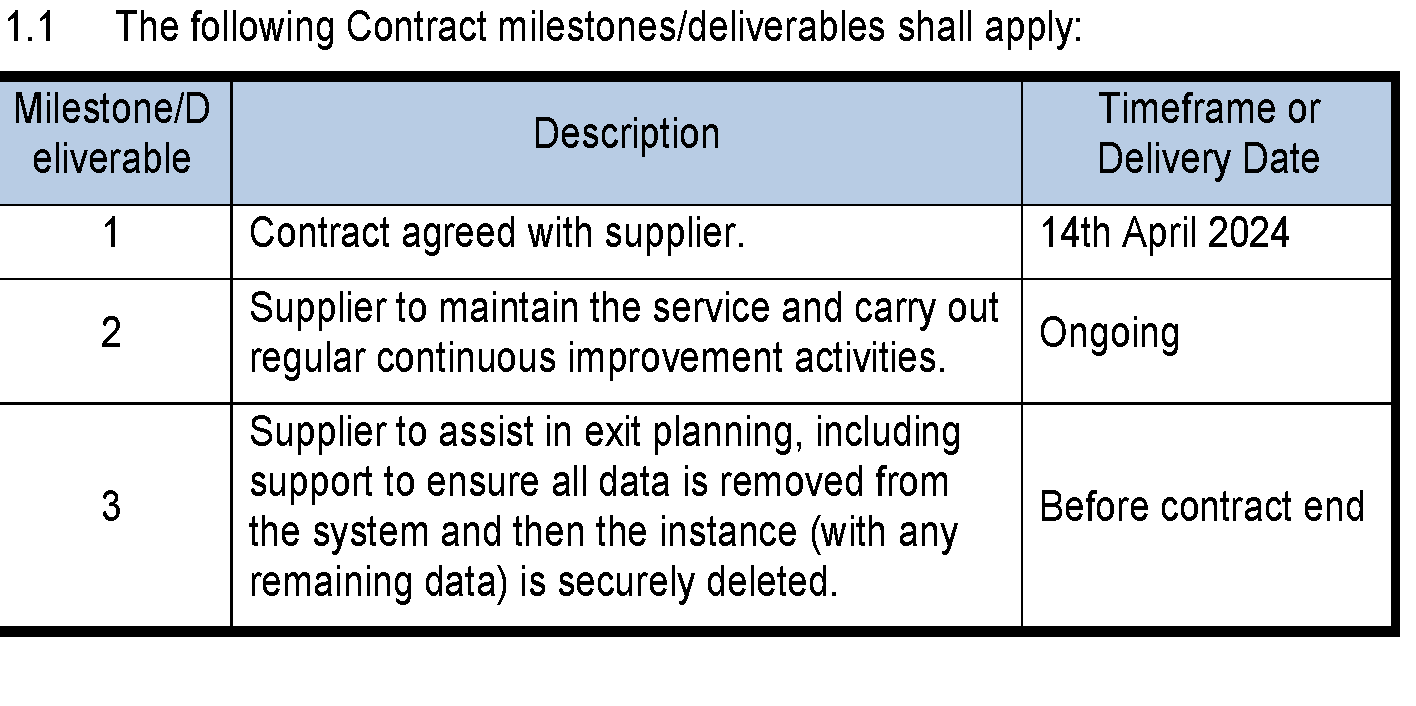 1.1 The following Contract milestones/deliverables shall apply:
Milestone/D
eliverable
Description
Timeframe or
Delivery Date
1
Contract agreed with supplier.
14th April 2024
2
Supplier to maintain the service and carry out
regular continuous improvement activities.
Ongoing
3
Supplier to assist in exit planning, including
support to ensure all data is removed from
the system and then the instance (with any
remaining data) is securely deleted.
Before contract end